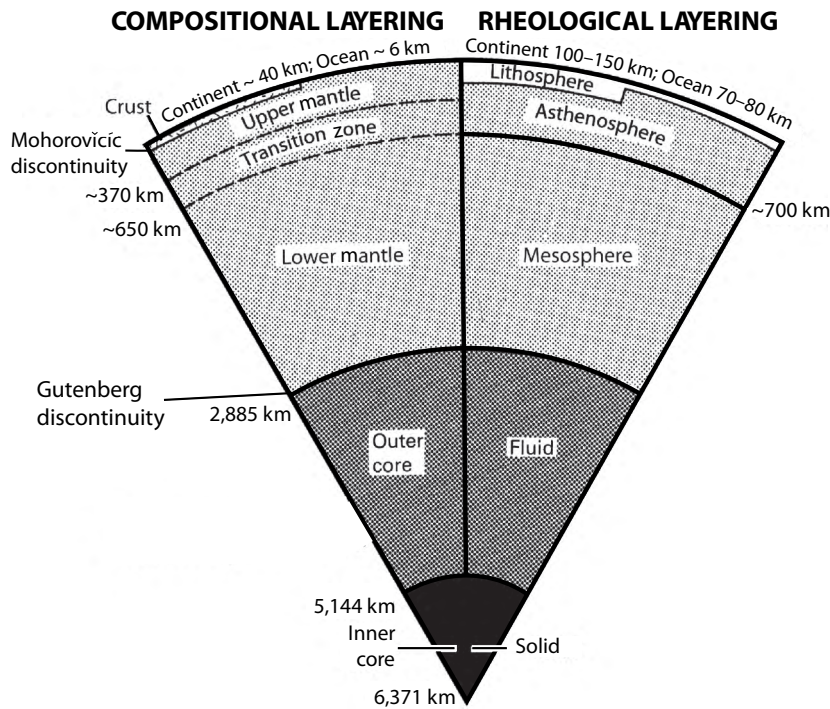 COMPOSITIONAL LAYERING
RHEOLOGICAL LAYERING
Continent ~ 40 km; Ocean ~ 6 km
Continent 100–150 km; Ocean 70–80 km
Crust
Upper mantle
Lithosphere
Mohorovĭcíc
discontinuity
Transition zone
Asthenosphere
~370 km
~650 km
~700 km
Lower mantle
Mesosphere
Gutenberg
discontinuity
2,885 km
Outer
core
Fluid
5,144 km
Inner
core
Solid
6,371 km